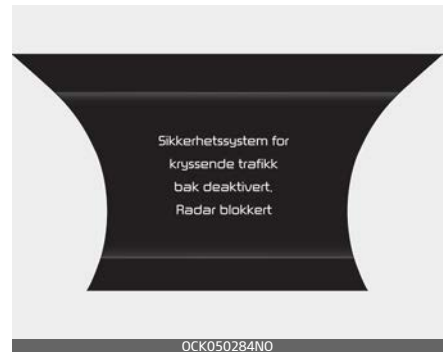 Sikkerhetssystem for
kryssende trafikk
bak deaktivert,
Radar blokkert
OCK050284NO